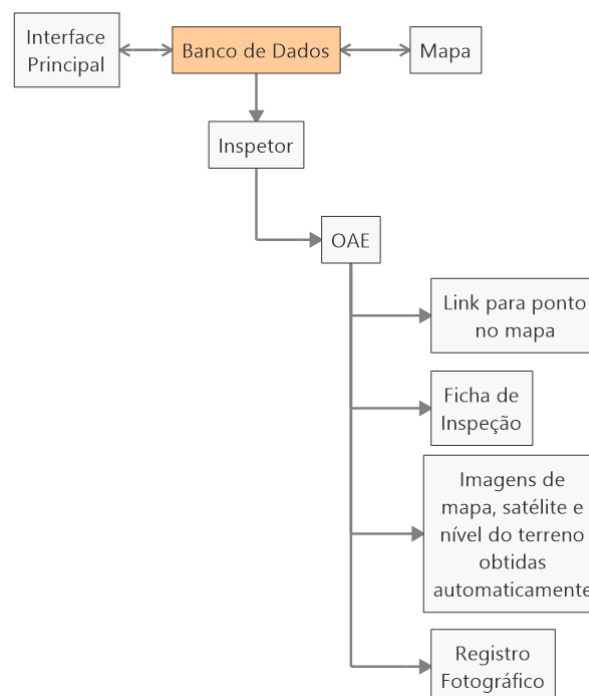 Interface
Principal
Banco de Dados
Mapa
Inspetor
OAE
Link para ponto
no mapa
Ficha de
Inspeção
Imagens de
mapa, satélite e
nível do terreno
obtidas
automaticamente
Registro
Fotográfico